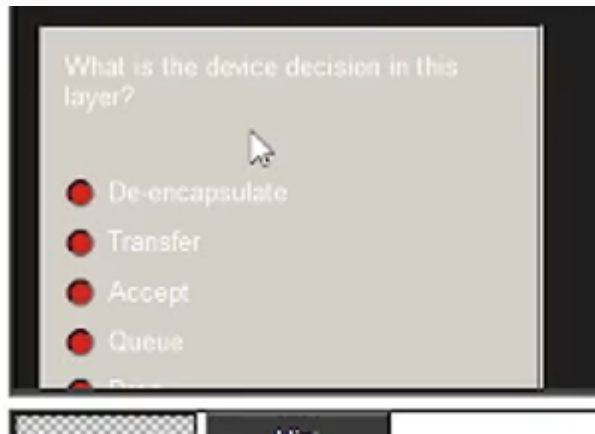 What is the device decision in this
layer?
De-encapsulate
Transfer
Accept
Queue